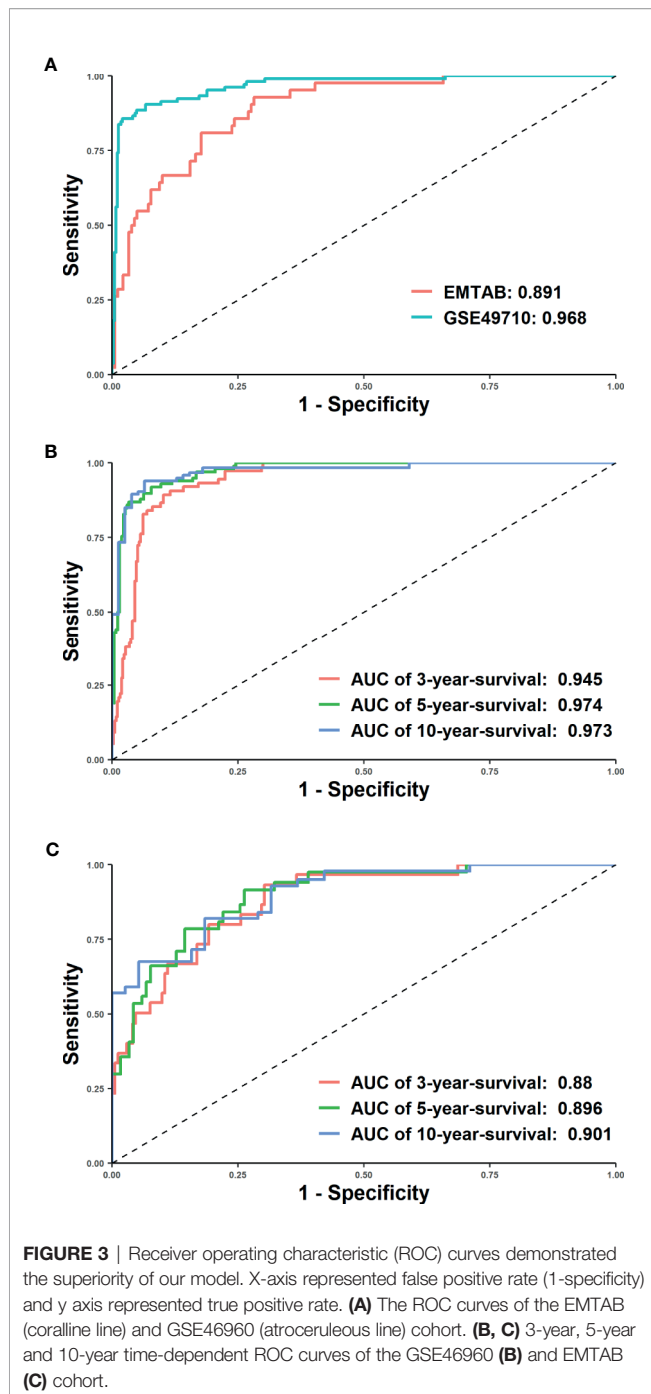 A
1.00
0.75
0.50
0.25
0.00
Sensitivity
EMTAB: 0.891
GSE49710: 0.968
0.00 0.25 0.50 0.75 1.00
1 - Specificity
B
1.00
0.75
0.50
0.25
0.00
Sensitivity
AUC of 3-year-survival: 0.945
AUC of 5-year-survival: 0.974
AUC of 10-year-survival: 0.973
0.00 0.25 0.50 0.75 1.00
1 - Specificity
C
1.00
0.75
0.50
0.25
0.00
Sensitivity
AUC of 3-year-survival: 0.88
AUC of 5-year-survival: 0.896
AUC of 10-year-survival: 0.901
0.00 0.25 0.50 0.75 1.00
1 - Specificity
FIGURE 3 | Receiver operating characteristic (ROC) curves demonstrated
the superiority of our model. X-axis represented false positive rate (1-specificity)
and y axis represented true positive rate. (A) The ROC curves of the EMTAB
(coralline line) and GSE46960 (atroceruleous line) cohort. (B, C) 3-year, 5-year
and 10-year time-dependent ROC curves of the GSE46960 (B) and EMTAB
(C) cohort.